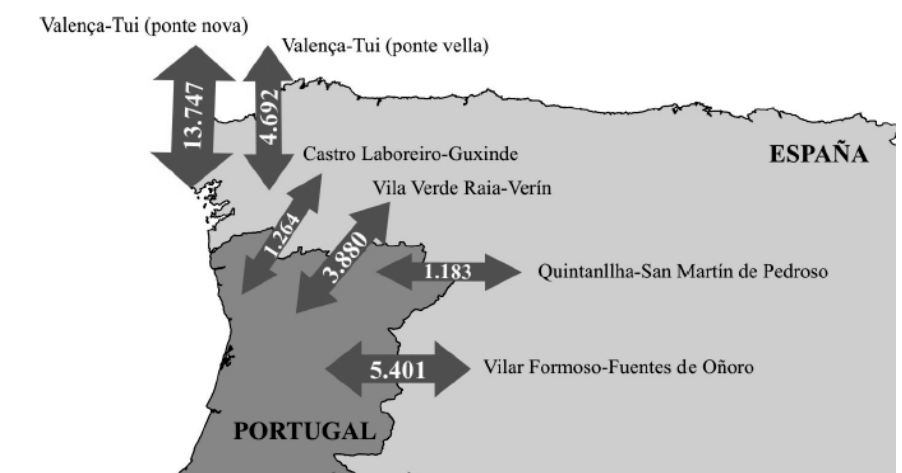 Valença-Tui (ponte nova)
Valença-Tui (ponte vella)
13.747
4.692
ESPAÑA
Castro Laboreiro-Guxinde
Vila Verde Raia-Verín
1.264
3.880
1.183
Quintanllha-San Martín de Pedroso
5.401
Vilar Formoso-Fuentes de Oñoro
PORTUGAL